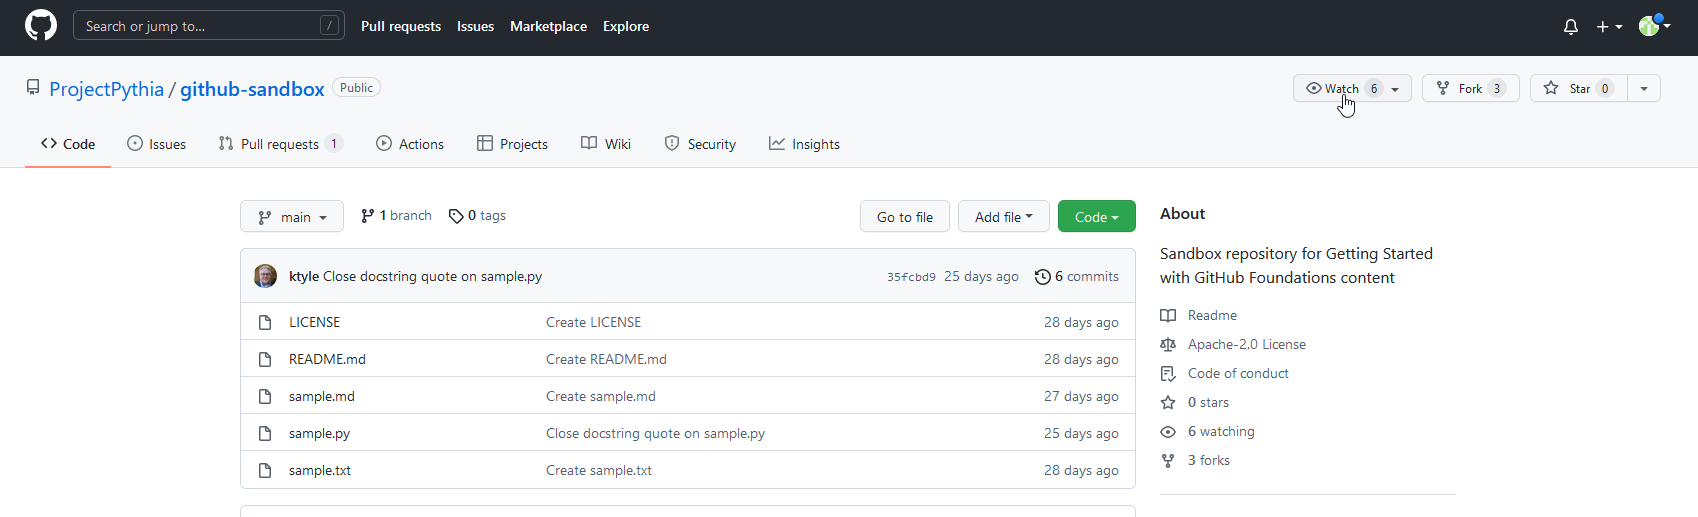 Search or jump to... / Pull requests Issues Marketplace Explore
ProjectPythia / github-sandbox Public Watch 6 Fork 3 Star 0
Code Issues Pull requests 1 Actions Projects Wiki Security Insights
main 1 branch 0 tags Go to file Add file Code
ktyle Close docstring quote on sample.py 35fcbd9 25 days ago 6 commits
LICENSE Create LICENSE 28 days ago
README.md Create README.md 28 days ago
sample.md Create sample.md 27 days ago
sample.py Close docstring quote on sample.py 25 days ago
sample.txt Create sample.txt 28 days ago
About
Sandbox repository for Getting Started
with GitHub Foundations content
Readme
Apache-2.0 License
Code of conduct
0 stars
6 watching
3 forks